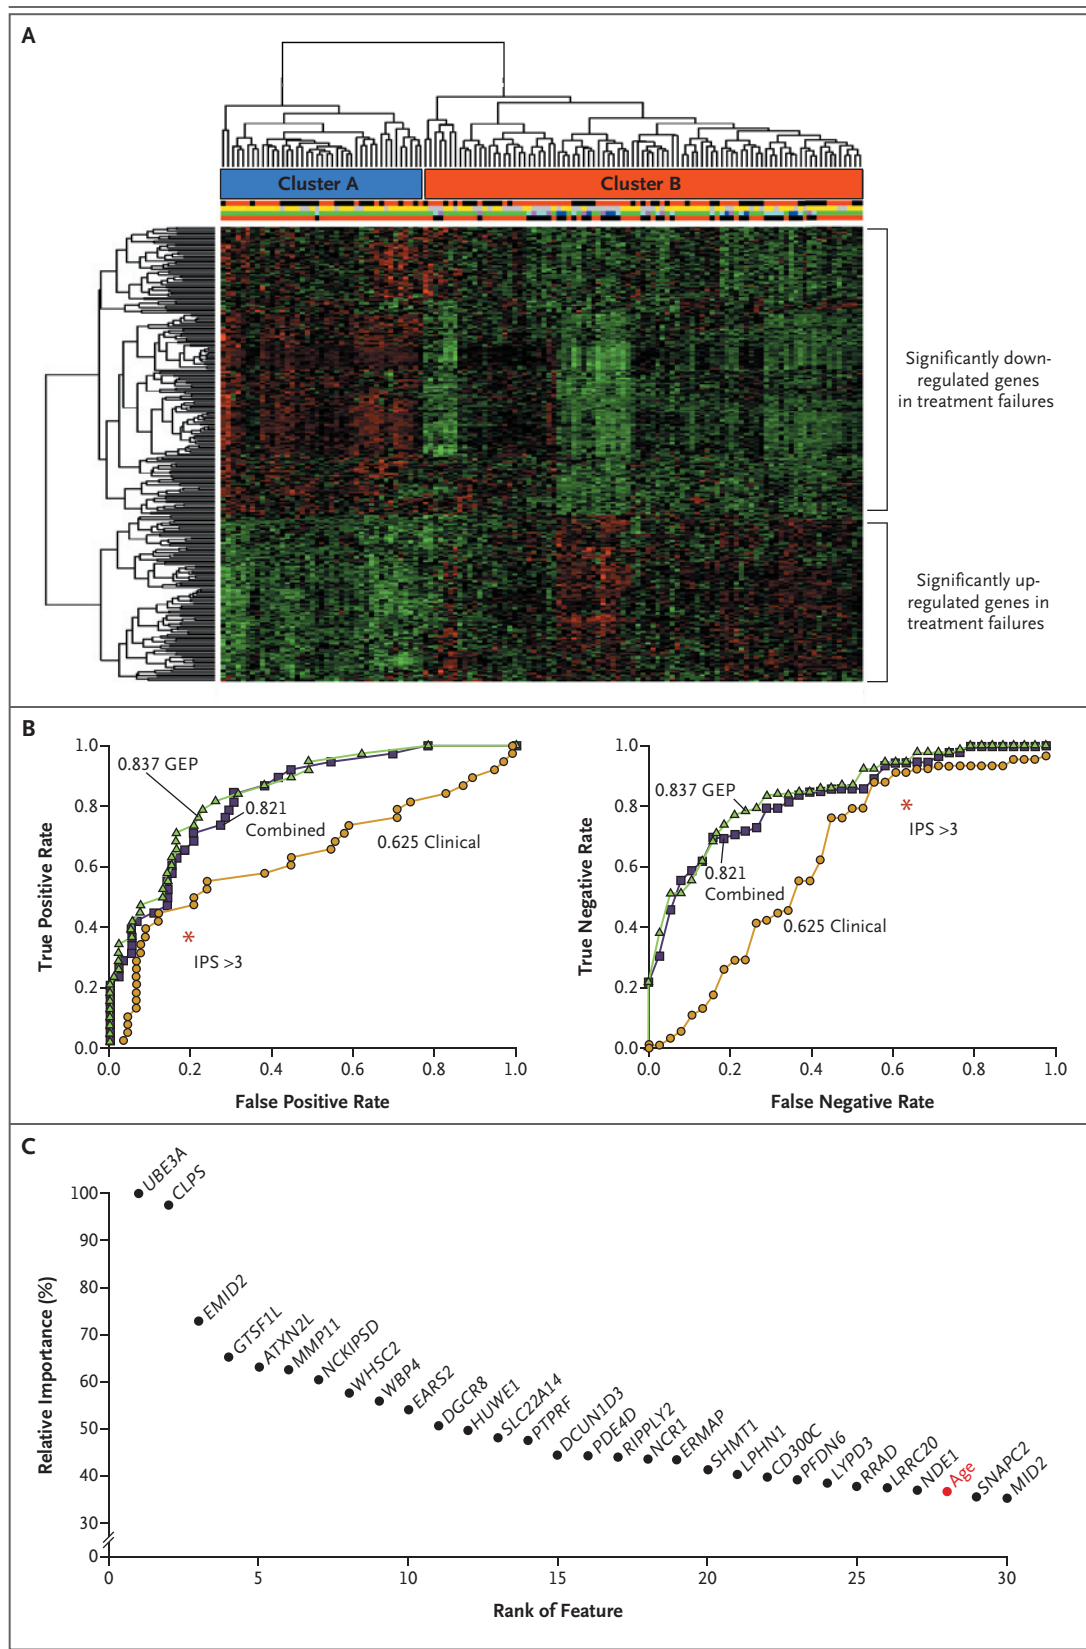 A
Cluster A
Cluster B
Significantly down-
regulated genes
in treatment failures
Significantly up-
regulated genes in
treatment failures
B
1.0
0.8
0.6
0.4
0.2
0.0
True Positive Rate
0.837 GEP
0.821
Combined
0.625 Clinical
*
IPS >3
0.0 0.2 0.4 0.6 0.8 1.0
False Positive Rate
1.0
0.8
0.6
0.4
0.2
0.0
True Negative Rate
0.837 GEP
0.821
Combined
0.625 Clinical
*
IPS >3
0.0 0.2 0.4 0.6 0.8 1.0
False Negative Rate
C
100
90
80
70
60
50
40
30
0
Relative Importance (%)
UBE3A
CLPS
EMID2
GTSF1L
ATXN2L
MMP11
NCKIPSD
WHSC2
WBP4
EARS2
DGCR8
HUWE1
SLC22A14
PTPRF
DCUN1D3
PDE4D
RIPPLY2
NCR1
ERMAP
SHMT1
LPHN1
CD300C
PFDN6
LYPD3
RRAD
LRRC20
NDE1
Age
SNAPC2
MID2
0 5 10 15 20 25 30
Rank of Feature